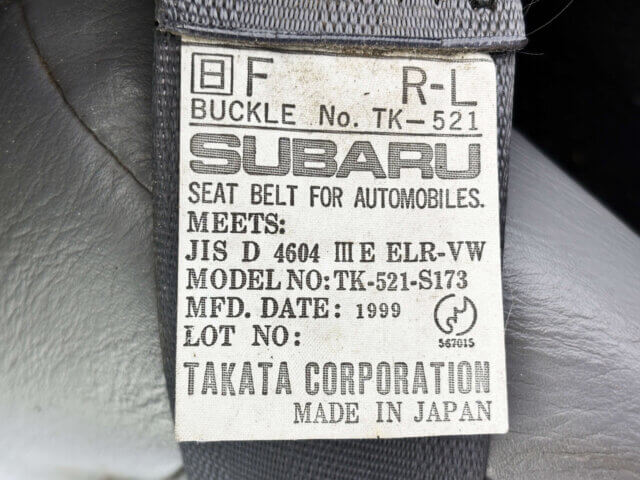 日 F R-L
BUCKLE No. TK-521
SUBARU
SEAT BELT FOR AUTOMOBILES.
MEETS:
JIS D 4604 Ⅲ E ELR-VW
MODEL NO: TK-521-S173
MFD. DATE: 1999
567015
LOT NO:
TAKATA CORPORATION
MADE IN JAPAN